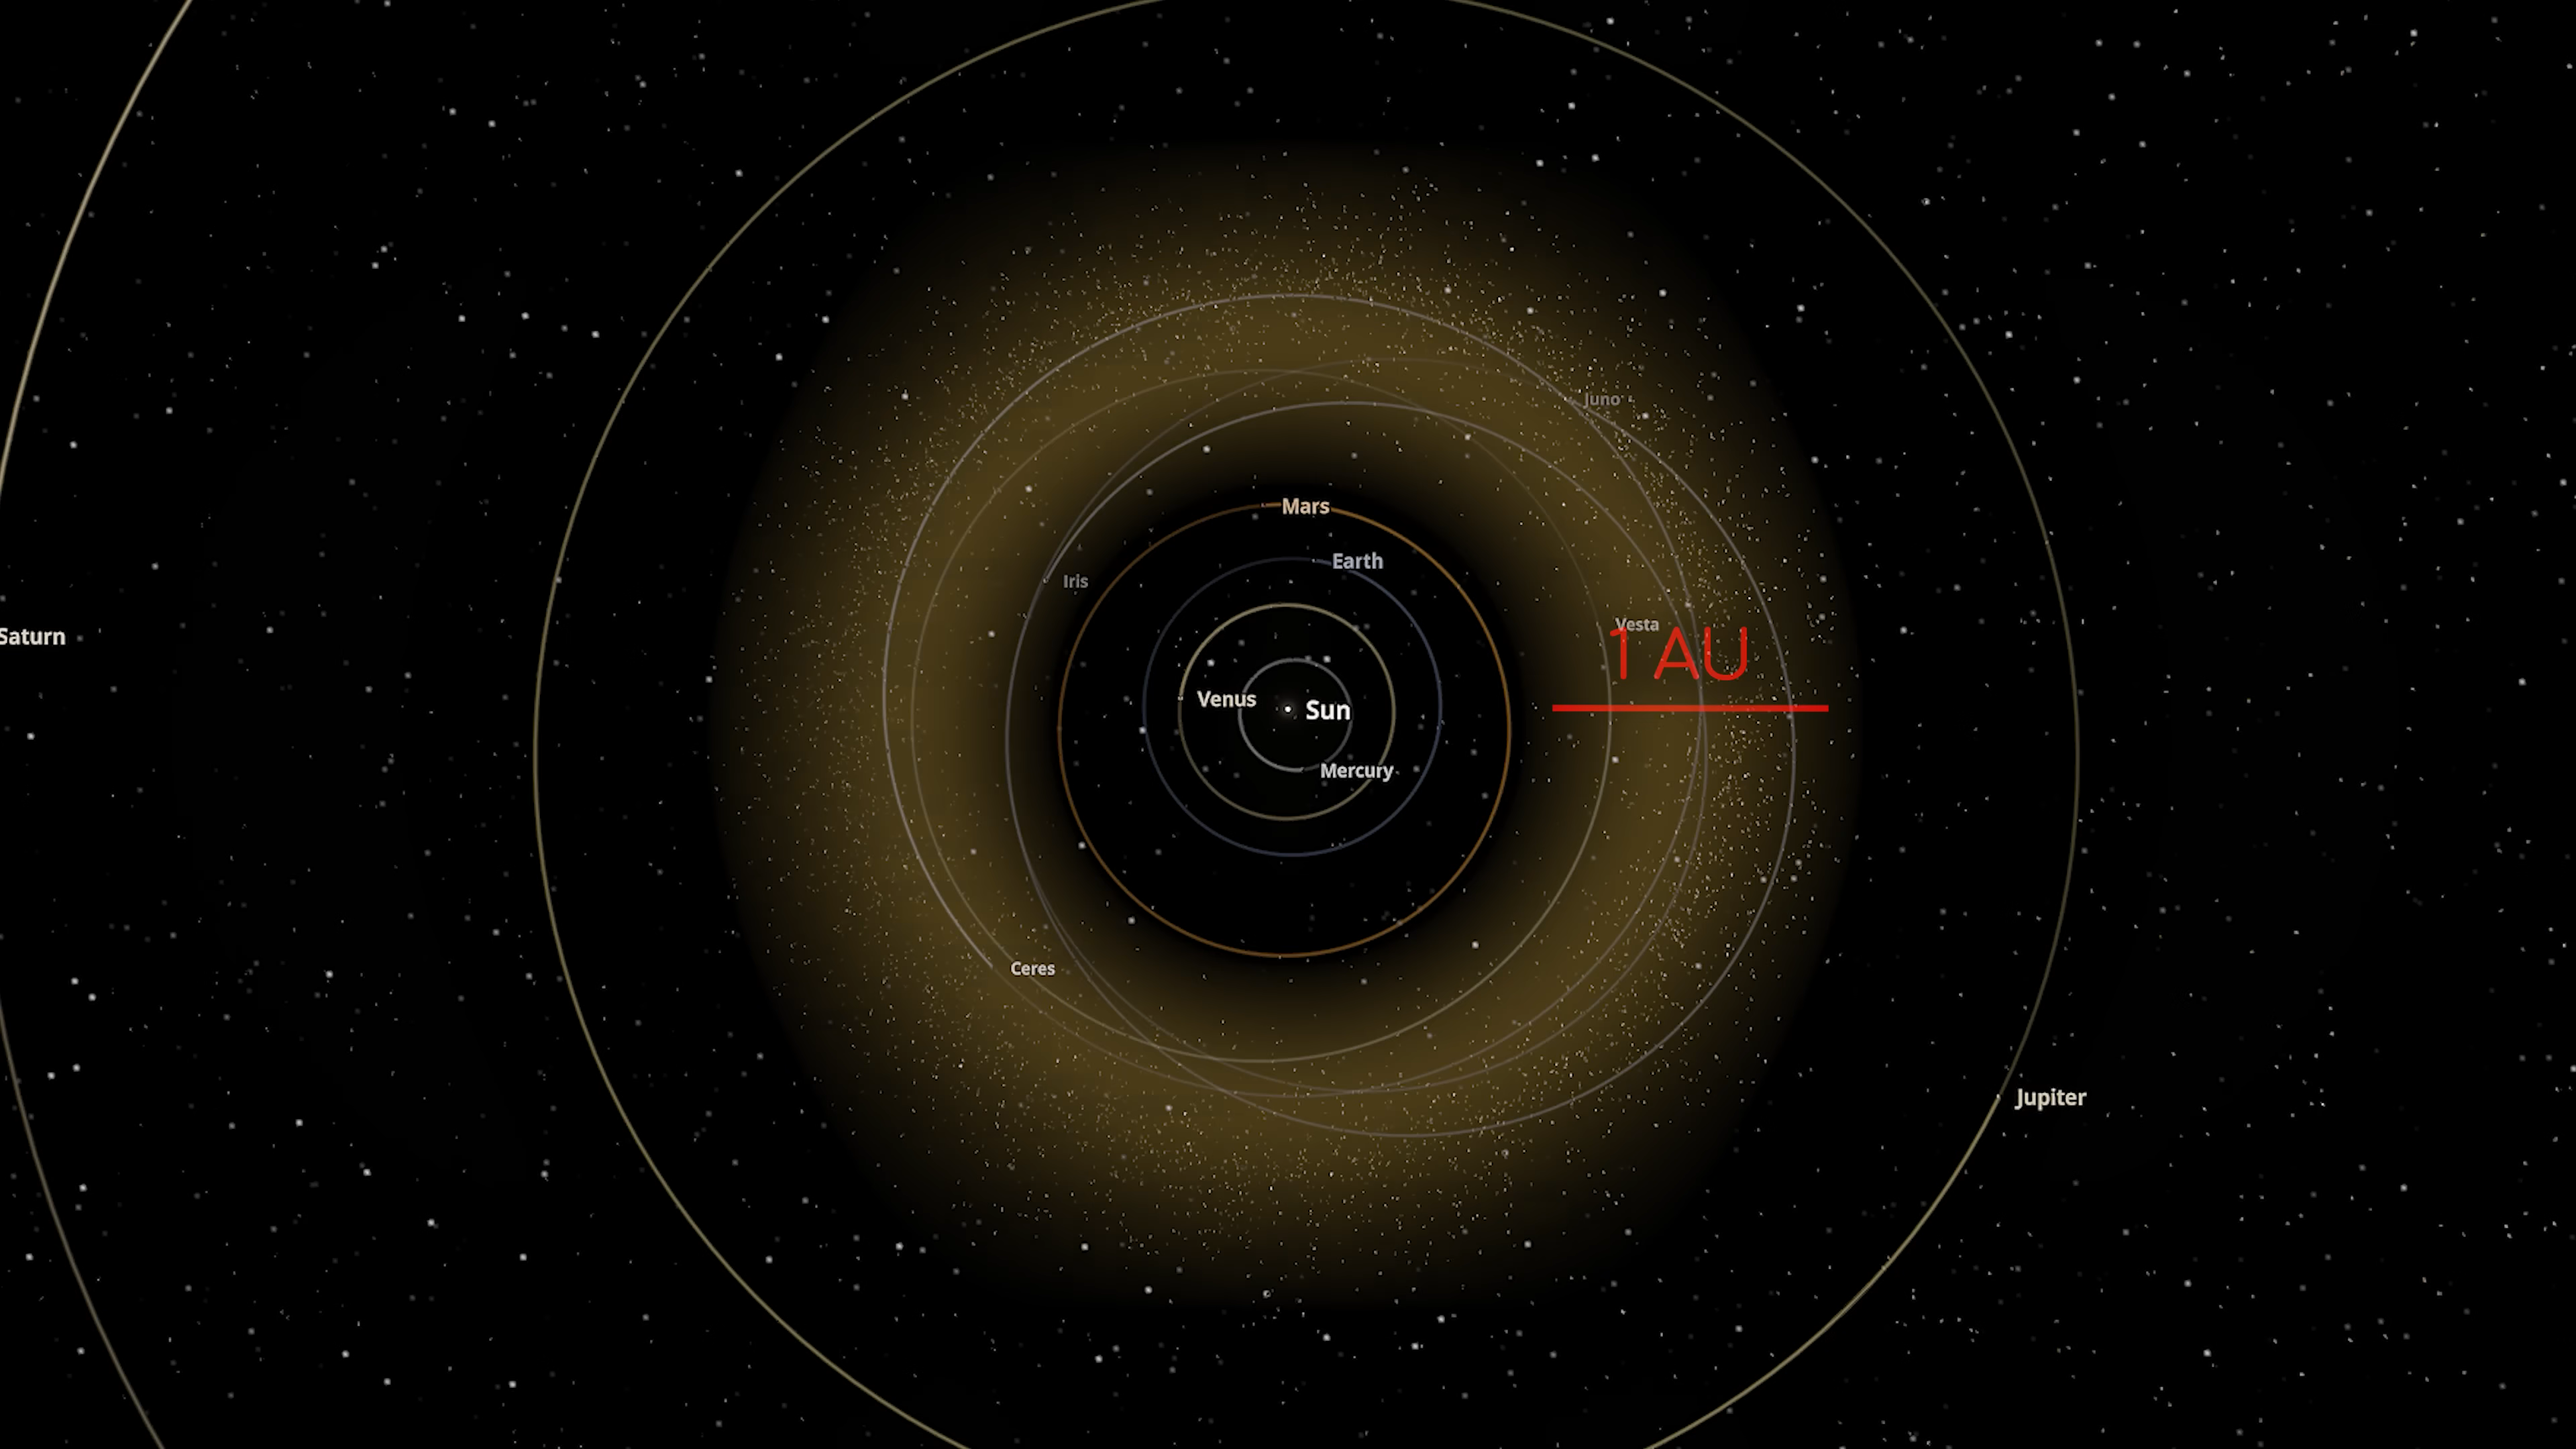 Juno
Mars
Earth
Iris
Vesta
Saturn
1 AU
Venus
Sun
Mercury
Ceres
Jupiter